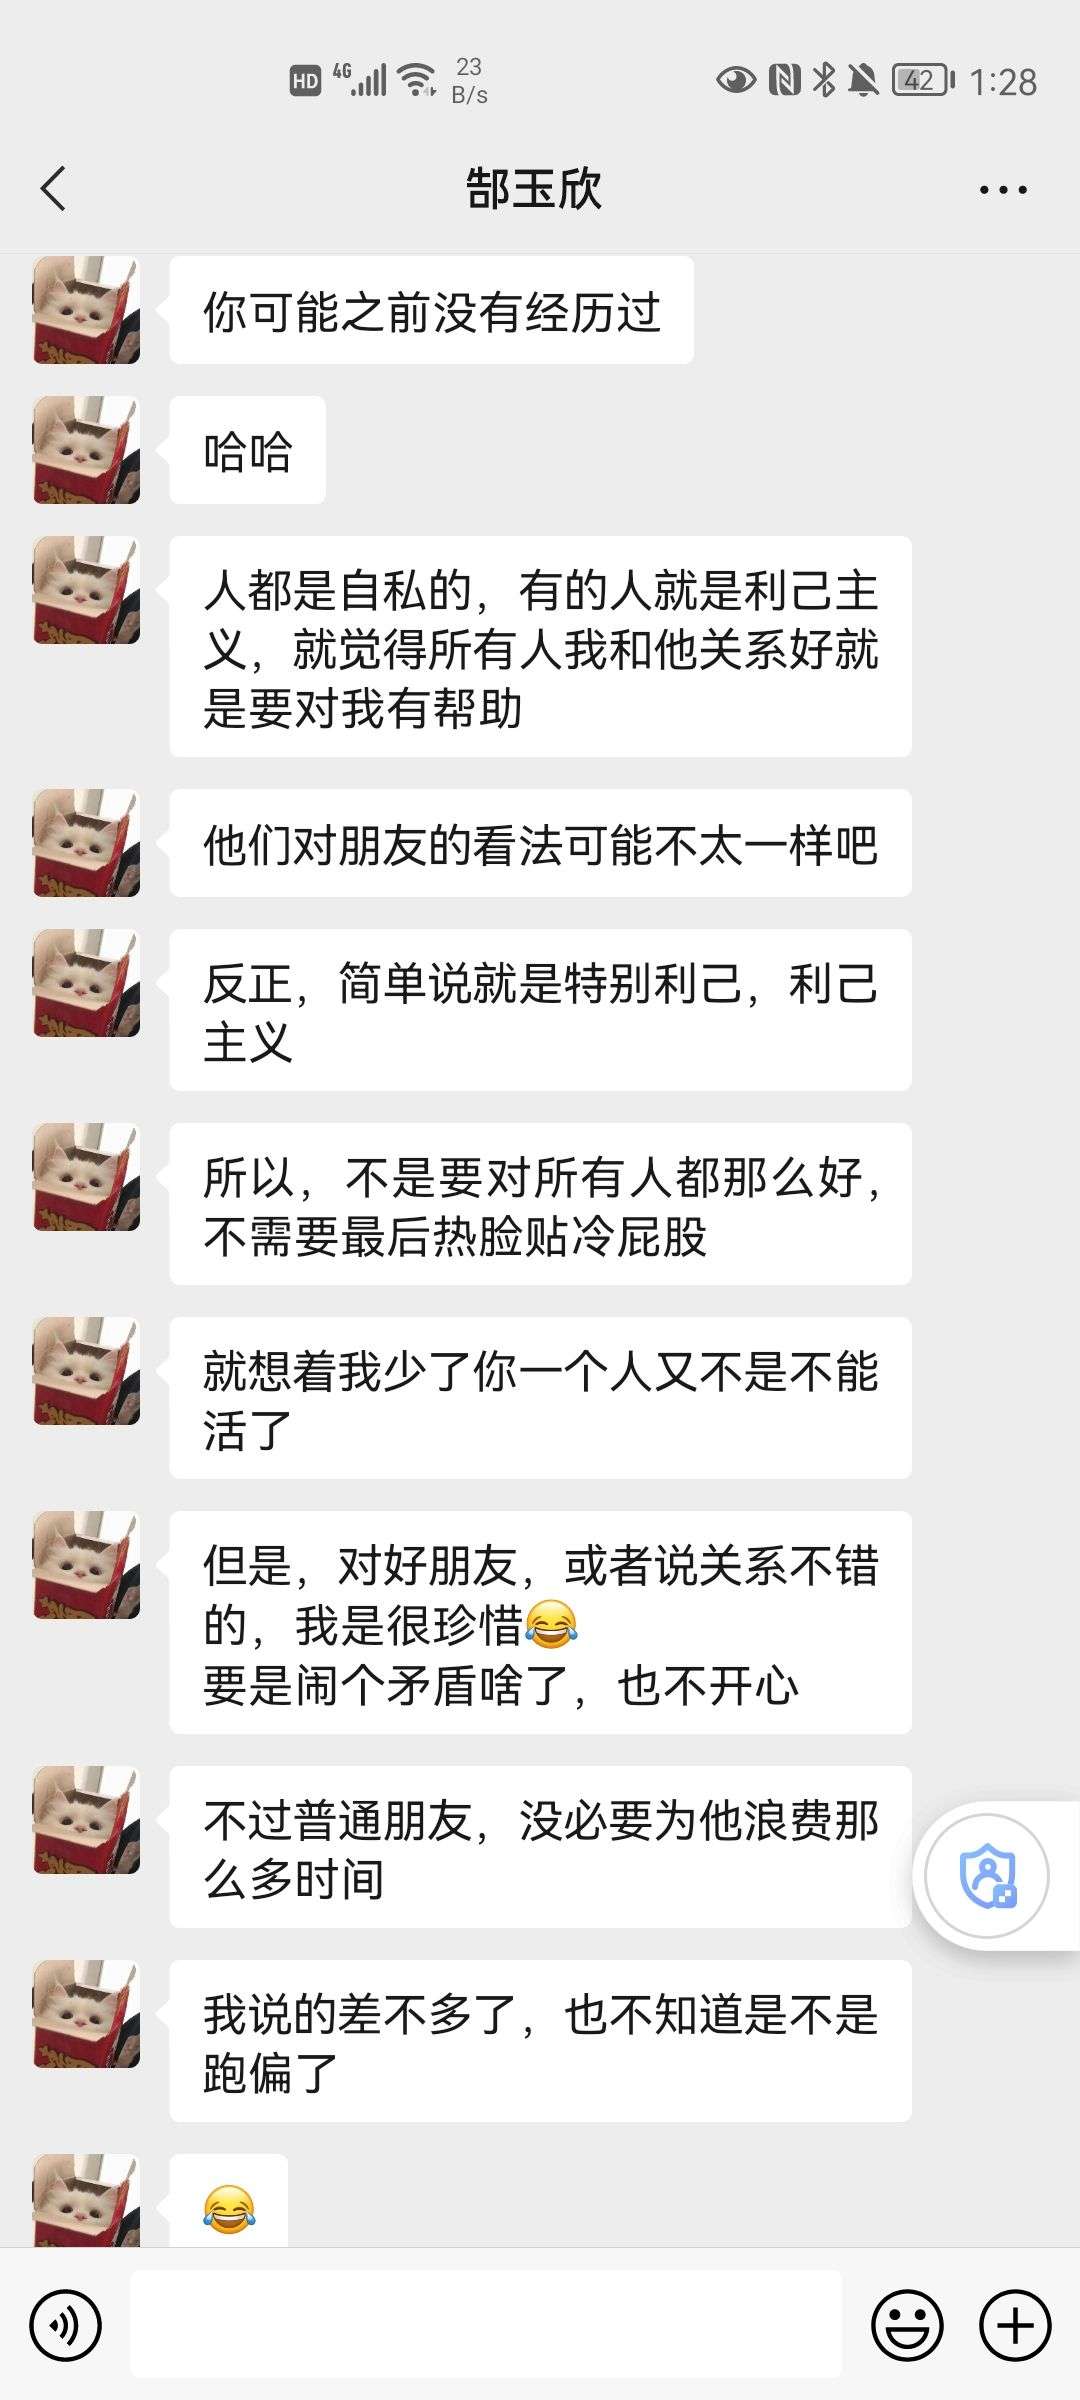 HD 4G 23 B/s 42 1:28
郜玉欣
你可能之前没有经历过
哈哈
人都是自私的，有的人就是利己主
义，就觉得所有人我和他关系好就
是要对我有帮助
他们对朋友的看法可能不太一样吧
反正，简单说就是特别利己，利己
主义
所以，不是要对所有人都那么好，
不需要最后热脸贴冷屁股
就想着我少了你一个人又不是不能
活了
但是，对好朋友，或者说关系不错
的，我是很珍惜😂
要是闹个矛盾啥了，也不开心
不过普通朋友，没必要为他浪费那
么多时间
我说的差不多了，也不知道是不是
跑偏了
😂